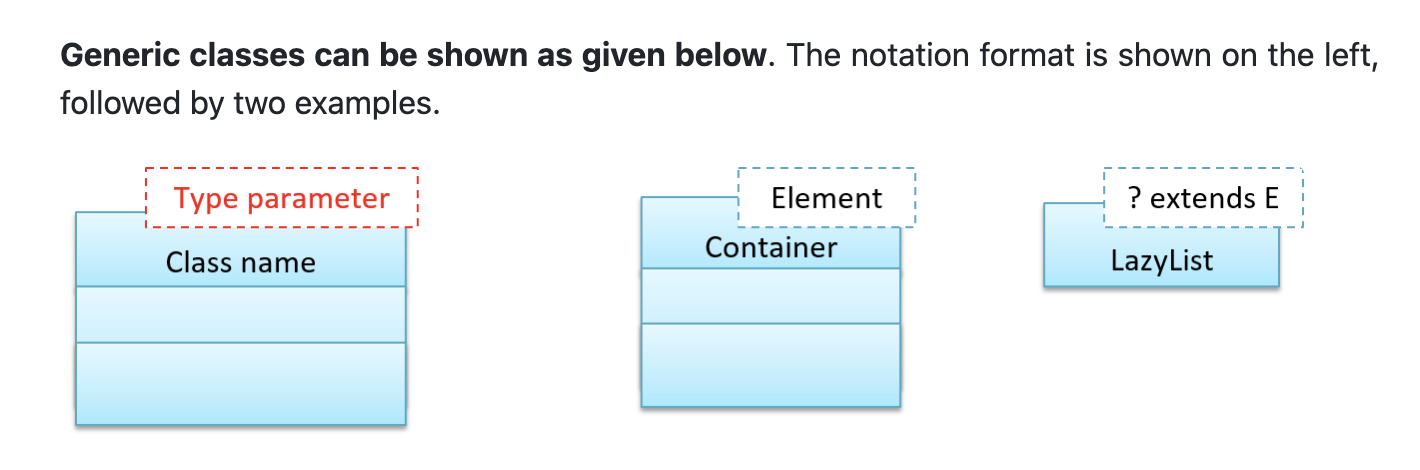 Generic classes can be shown as given below. The notation format is shown on the left,
followed by two examples.
Type parameter
Class name
Element
Container
? extends E
LazyList